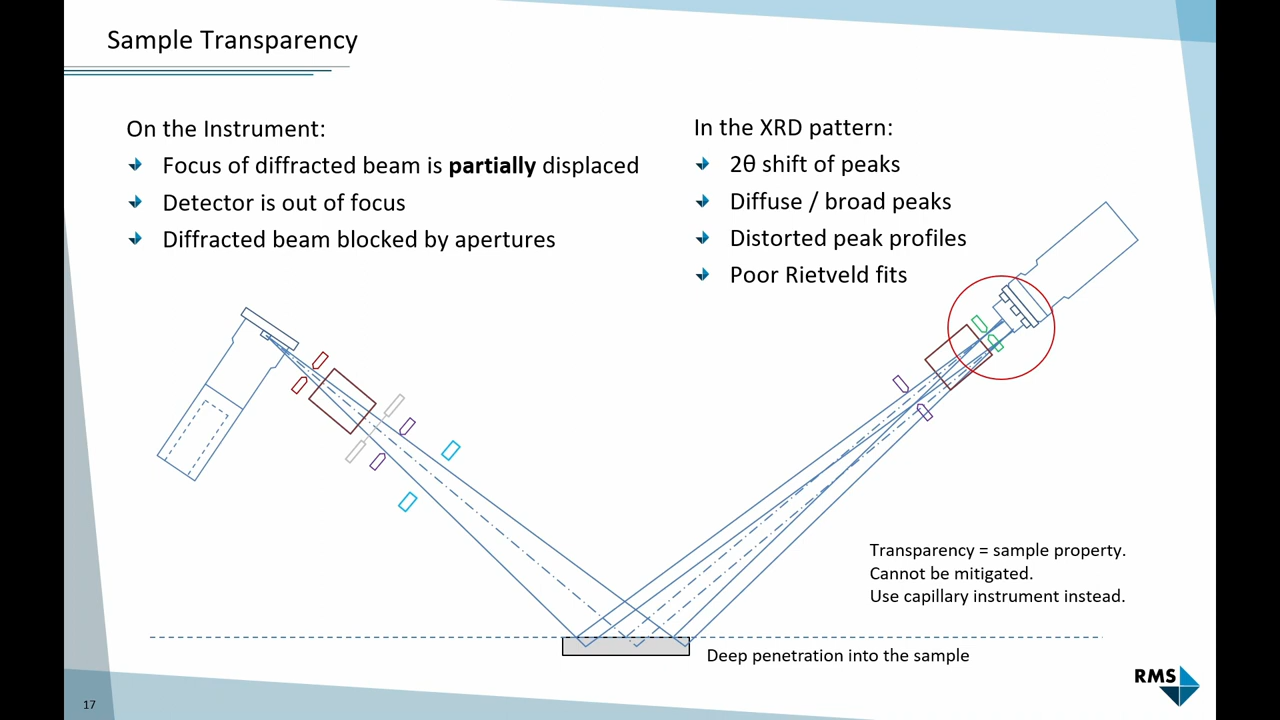 Sample Transparency
On the Instrument:
Focus of diffracted beam is partially displaced
Detector is out of focus
Diffracted beam blocked by apertures
In the XRD pattern:
2θ shift of peaks
Diffuse / broad peaks
Distorted peak profiles
Poor Rietveld fits
Transparency = sample property.
Cannot be mitigated.
Use capillary instrument instead.
Deep penetration into the sample
RMS
17